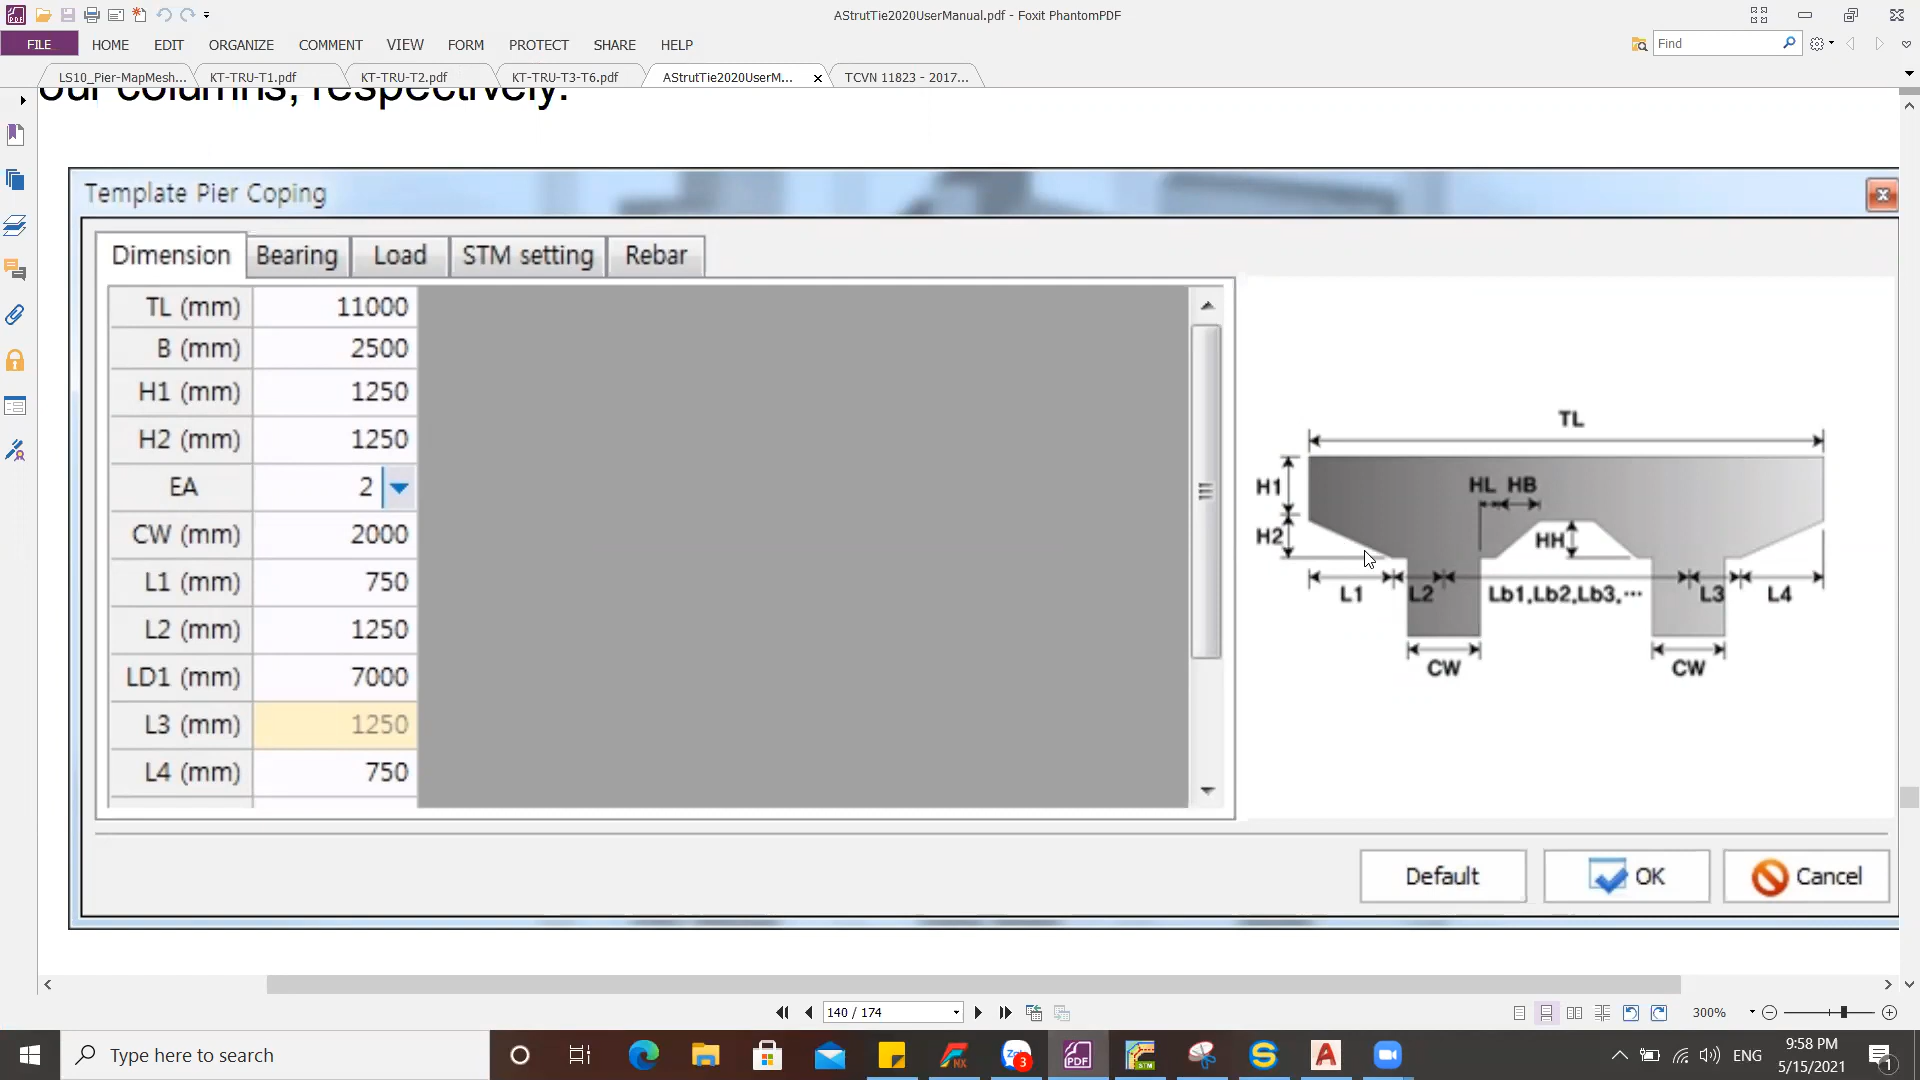 AStrutTie2020UserManual.pdf - Foxit PhantomPDF
FILE HOME EDIT ORGANIZE COMMENT VIEW FORM PROTECT SHARE HELP
Find
LS10_Pier-MapMesh... KT-TRU-T1.pdf KT-TRU-T2.pdf KT-TRU-T3-T6.pdf AStrutTie2020UserM... TCVN 11823 - 2017...
our columns, respectively.
Template Pier Coping
Dimension Bearing Load STM setting Rebar
TL (mm) 11000
B (mm) 2500
H1 (mm) 1250
H2 (mm) 1250
EA 2
CW (mm) 2000
L1 (mm) 750
L2 (mm) 1250
LD1 (mm) 7000
L3 (mm) 1250
L4 (mm) 750
TL
H1 HL HB
H2 HH
L1 L2 Lb1,Lb2,Lb3,... L3 L4
CW CW
Default OK Cancel
140 / 174
300%
Type here to search
3
ENG
9:58 PM
5/15/2021
1